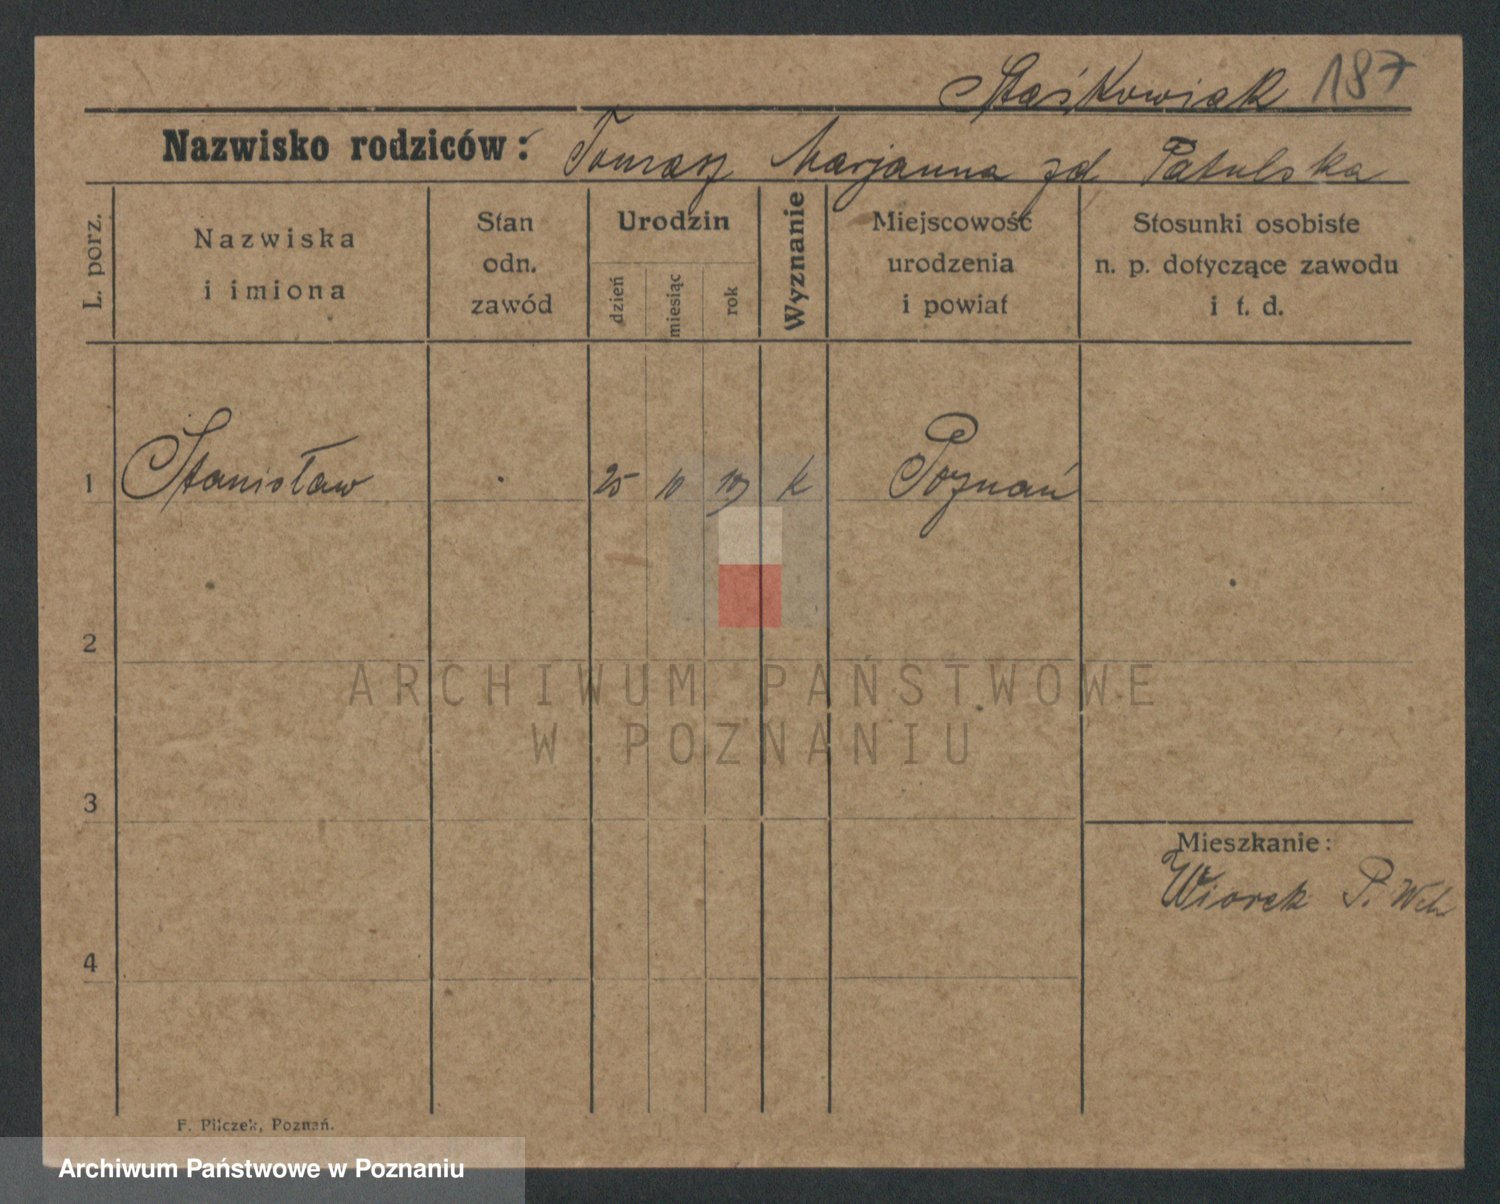 Staśkowiak 187
Nazwisko rodziców: Tomasz Marjanna zd Patulska
L. porz.
Nazwiska
i imiona
Stan
odn.
zawód
Urodzin
dzień
miesiąc
rok
Wyznanie
Miejscowość
urodzenia
i powiat
Stosunki osobiste
n. p. dotyczące zawodu
i t. d.
1 Stanisław 25 10 k Poznań
2
ARCHIWUM PAŃSTWOWE
W POZNANIU
3
Mieszkanie:
Wiorek P. Wch
4
F. Pilczek, Poznań.
Archiwum Państwowe w Poznaniu